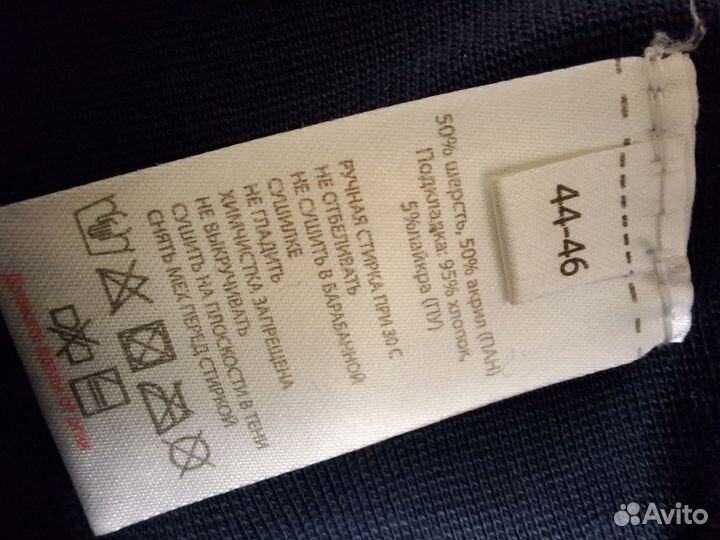 44-46
50% шерсть, 50% акрил (ПАН)
Подкладка: 95% хлопок,
5%лайкра (ПУ)
РУЧНАЯ СТИРКА ПРИ 30 С
НЕ ОТБЕЛИВАТЬ
НЕ СУШИТЬ В БАРАБАННОЙ
СУШИЛКЕ
НЕ ГЛАДИТЬ
ХИМЧИСТКА ЗАПРЕЩЕНА
НЕ ВЫКРУЧИВАТЬ
СУШИТЬ НА ПЛОСКОСТИ В ТЕНИ
СНЯТЬ МЕХ ПЕРЕД СТИРКОЙ
Avito